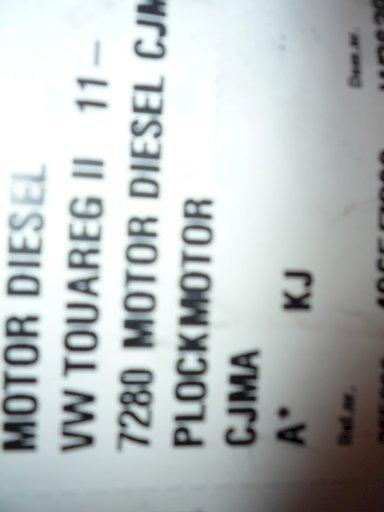 MOTOR DIESEL
VW TOUAREG II 11-
7280 MOTOR DIESEL CJM
PLOCKMOTOR
CJMA
A* KJ